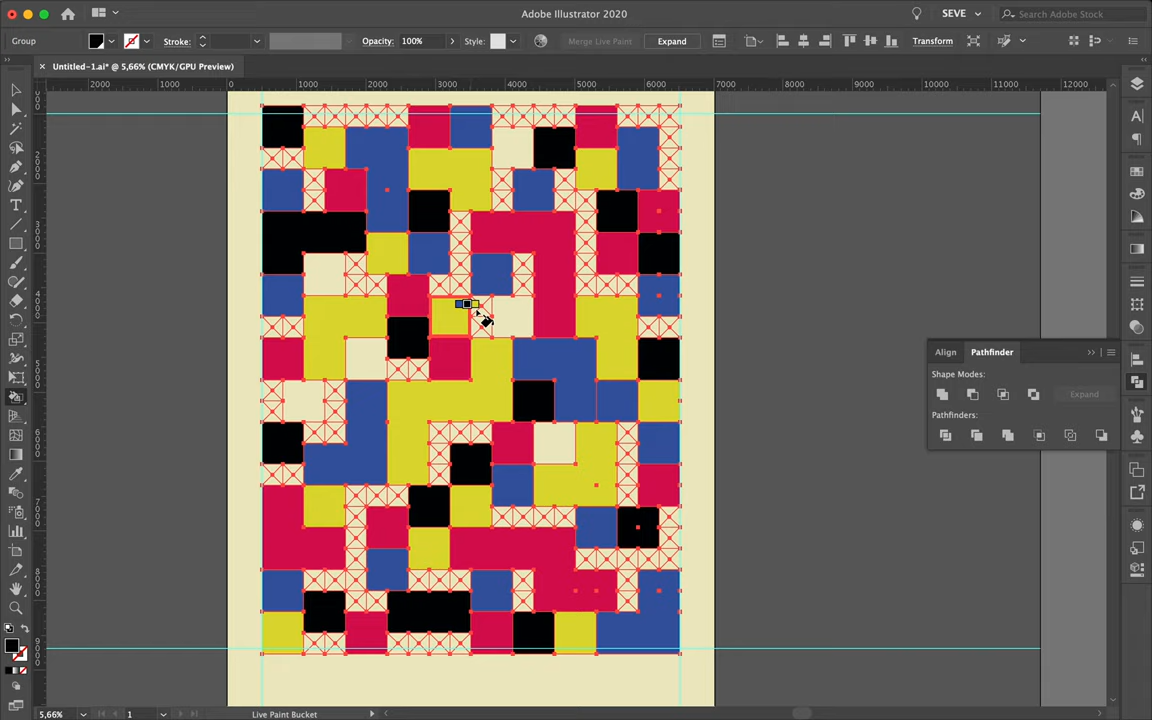 Adobe Illustrator 2020
SEVE
Search Adobe Stock
Group
Stroke:
Opacity: 100%
Style:
Merge Live Paint
Expand
Transform
× Untitled-1.ai* @ 5,66% (CMYK/GPU Preview)
2000 1000 0 1000 2000 3000 4000 5000 6000 7000 8000 9000 10000 11000 12000
Align Pathfinder
Shape Modes:
Expand
Pathfinders:
5,66% 1 Live Paint Bucket